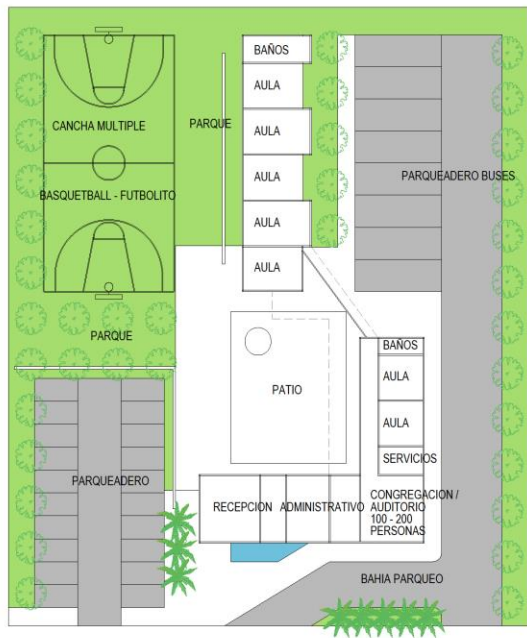 BAÑOS
AULA
CANCHA MULTIPLE
PARQUE
AULA
AULA
PARQUEADERO BUSES
BASQUETBALL - FUTBOLITO
AULA
AULA
PARQUE
BAÑOS
AULA
PATIO
AULA
SERVICIOS
PARQUEADERO
RECEPCION
ADMINISTRATIVO
CONGREGACION /
AUDITORIO
100 - 200
PERSONAS
BAHIA PARQUEO